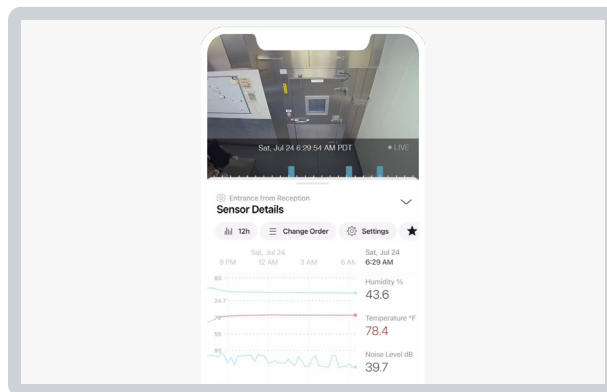 Sat, Jul 24 6:29:54 AM PDT
LIVE
Entrance from Reception
Sensor Details
12h
Change Order
Settings
Sat, Jul 24
Sat, Jul 24
9 PM 12 AM 3 AM 6 AM 6:29 AM
80
Humidity %
43.6
24.7
Temperature °F
78.4
55
Noise Level dB
39.7